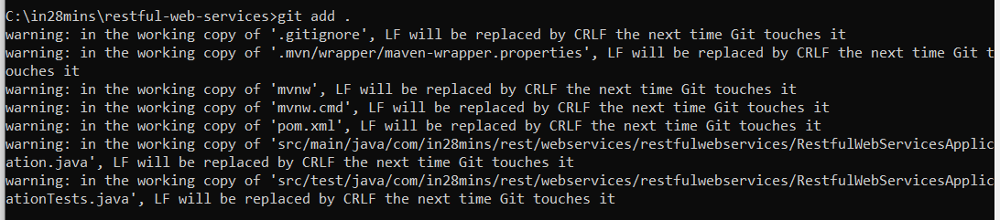 C:\in28mins\restful-web-services>git add .
warning: in the working copy of '.gitignore', LF will be replaced by CRLF the next time Git touches it
warning: in the working copy of '.mvn/wrapper/maven-wrapper.properties', LF will be replaced by CRLF the next time Git t
ouches it
warning: in the working copy of 'mvnw', LF will be replaced by CRLF the next time Git touches it
warning: in the working copy of 'mvnw.cmd', LF will be replaced by CRLF the next time Git touches it
warning: in the working copy of 'pom.xml', LF will be replaced by CRLF the next time Git touches it
warning: in the working copy of 'src/main/java/com/in28mins/rest/webservices/restfulwebservices/RestfulWebServicesApplic
ation.java', LF will be replaced by CRLF the next time Git touches it
warning: in the working copy of 'src/test/java/com/in28mins/rest/webservices/restfulwebservices/RestfulWebServicesApplic
ationTests.java', LF will be replaced by CRLF the next time Git touches it